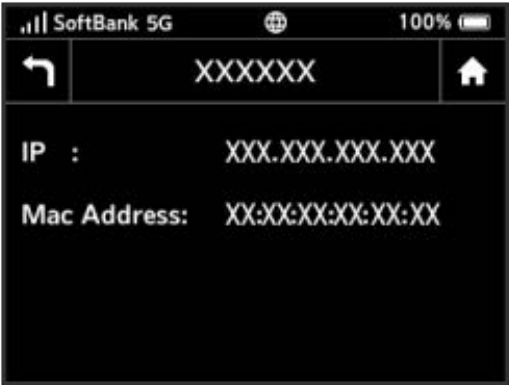 SoftBank 5G 100%
XXXXXX
IP : XXX.XXX.XXX.XXX
Mac Address: XX:XX:XX:XX:XX:XX